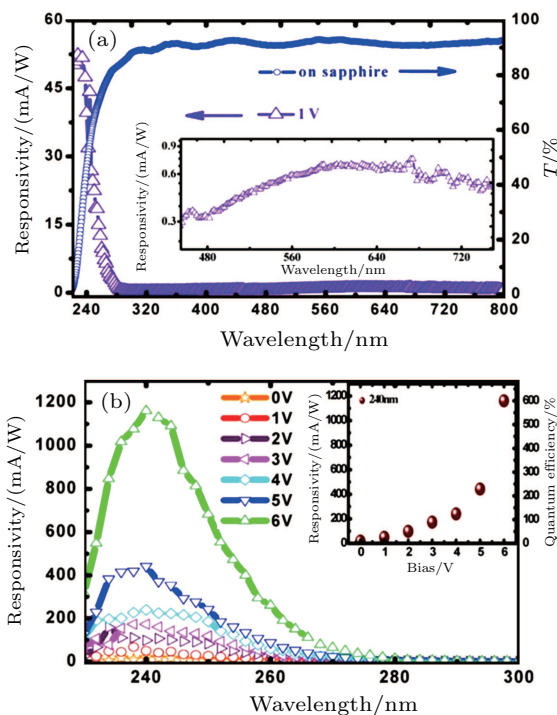 (a)
Responsivity/(mA/W)
60
45
30
15
0
100
80
60
40
20
0
T/%
on sapphire
1V
Responsivity/(mA/W)
0.9
0.6
0.3
480 560 640 720
Wavelength/nm
240 320 400 480 560 640 720 800
Wavelength/nm
(b)
Responsivity/(mA/W)
1200
1000
800
600
400
200
0
0V
1V
2V
3V
4V
5V
6V
240nm
Responsivity/(mA/W)
1200
1000
800
600
400
200
0
600
500
400
300
200
100
0
Quantum efficiency/%
0 1 2 3 4 5 6
Bias/V
240 260 280 300
Wavelength/nm